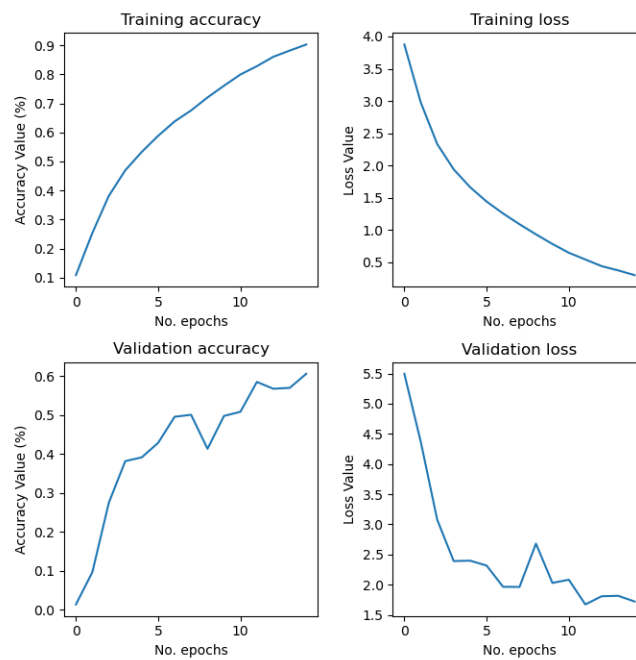 Training accuracy
Accuracy Value (%)
0.9
0.8
0.7
0.6
0.5
0.4
0.3
0.2
0.1
0 5 10
No. epochs
Training loss
Loss Value
4.0
3.5
3.0
2.5
2.0
1.5
1.0
0.5
0 5 10
No. epochs
Validation accuracy
Accuracy Value (%)
0.6
0.5
0.4
0.3
0.2
0.1
0.0
0 5 10
No. epochs
Validation loss
Loss Value
5.5
5.0
4.5
4.0
3.5
3.0
2.5
2.0
1.5
0 5 10
No. epochs